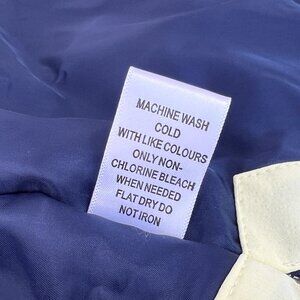 MACHINE WASH
COLD
WITH LIKE COLOURS
ONLY NON-
CHLORINE BLEACH
WHEN NEEDED
FLAT DRY DO
NOT IRON